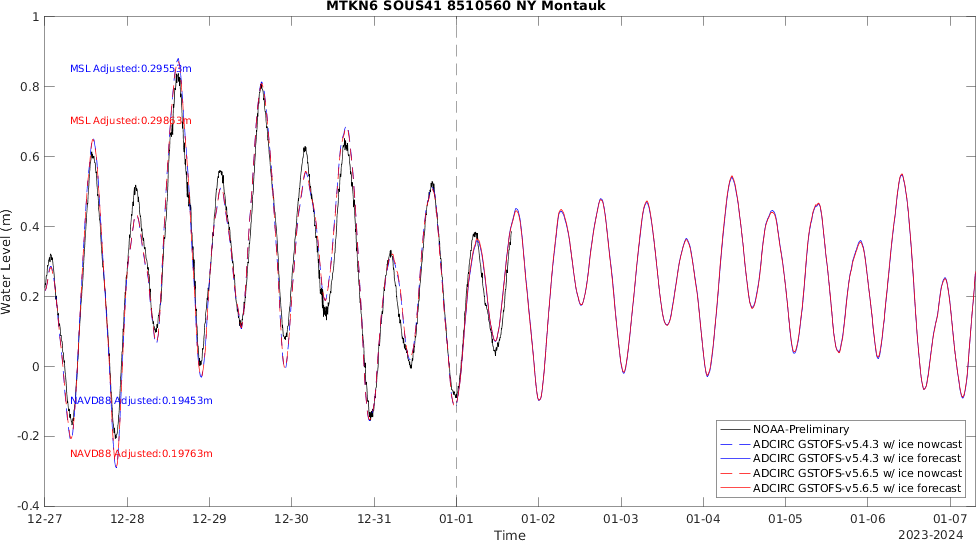 MTKN6 SOUS41 8510560 NY Montauk
MSL Adjusted:0.29553m
MSL Adjusted:0.29863m
NAVD88 Adjusted:0.19453m
NAVD88 Adjusted:0.19763m
Water Level (m)
1
0.8
0.6
0.4
0.2
0
-0.2
-0.4
NOAA-Preliminary
ADCIRC GSTOFS-v5.4.3 w/ ice nowcast
ADCIRC GSTOFS-v5.4.3 w/ ice forecast
ADCIRC GSTOFS-v5.6.5 w/ ice nowcast
ADCIRC GSTOFS-v5.6.5 w/ ice forecast
12-27 12-28 12-29 12-30 12-31 01-01 01-02 01-03 01-04 01-05 01-06 01-07
Time
2023-2024